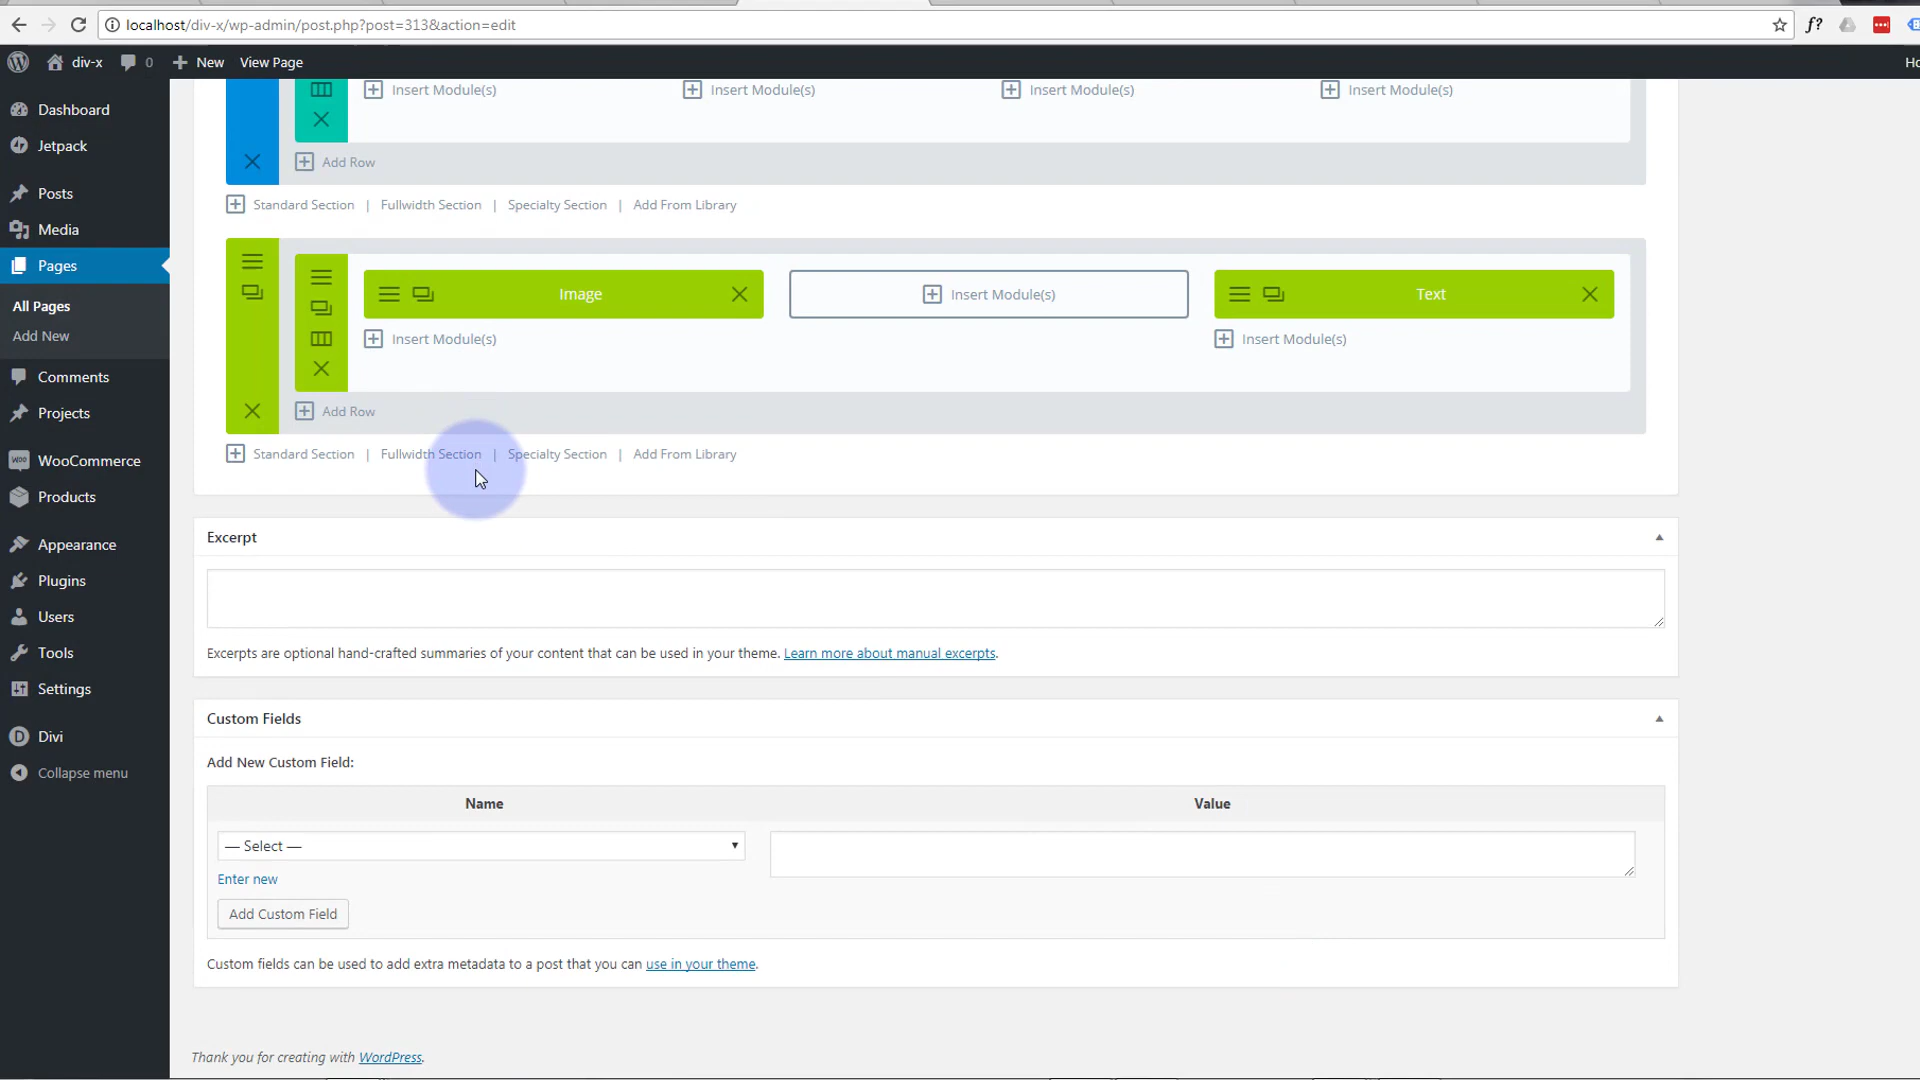 localhost/div-x/wp-admin/post.php?post=313&action=edit
f?
div-x 0 New View Page Ho
Dashboard
Jetpack
Posts
Media
Pages
All Pages
Add New
Comments
Projects
WooCommerce
Products
Appearance
Plugins
Users
Tools
Settings
Divi
Collapse menu
Insert Module(s) Insert Module(s) Insert Module(s) Insert Module(s)
Add Row
Standard Section | Fullwidth Section | Specialty Section | Add From Library
Image Insert Module(s) Text
Insert Module(s) Insert Module(s)
Add Row
Standard Section | Fullwidth Section | Specialty Section | Add From Library
Excerpt
Excerpts are optional hand-crafted summaries of your content that can be used in your theme. Learn more about manual excerpts.
Custom Fields
Add New Custom Field:
Name Value
— Select —
Enter new
Add Custom Field
Custom fields can be used to add extra metadata to a post that you can use in your theme.
Thank you for creating with WordPress.